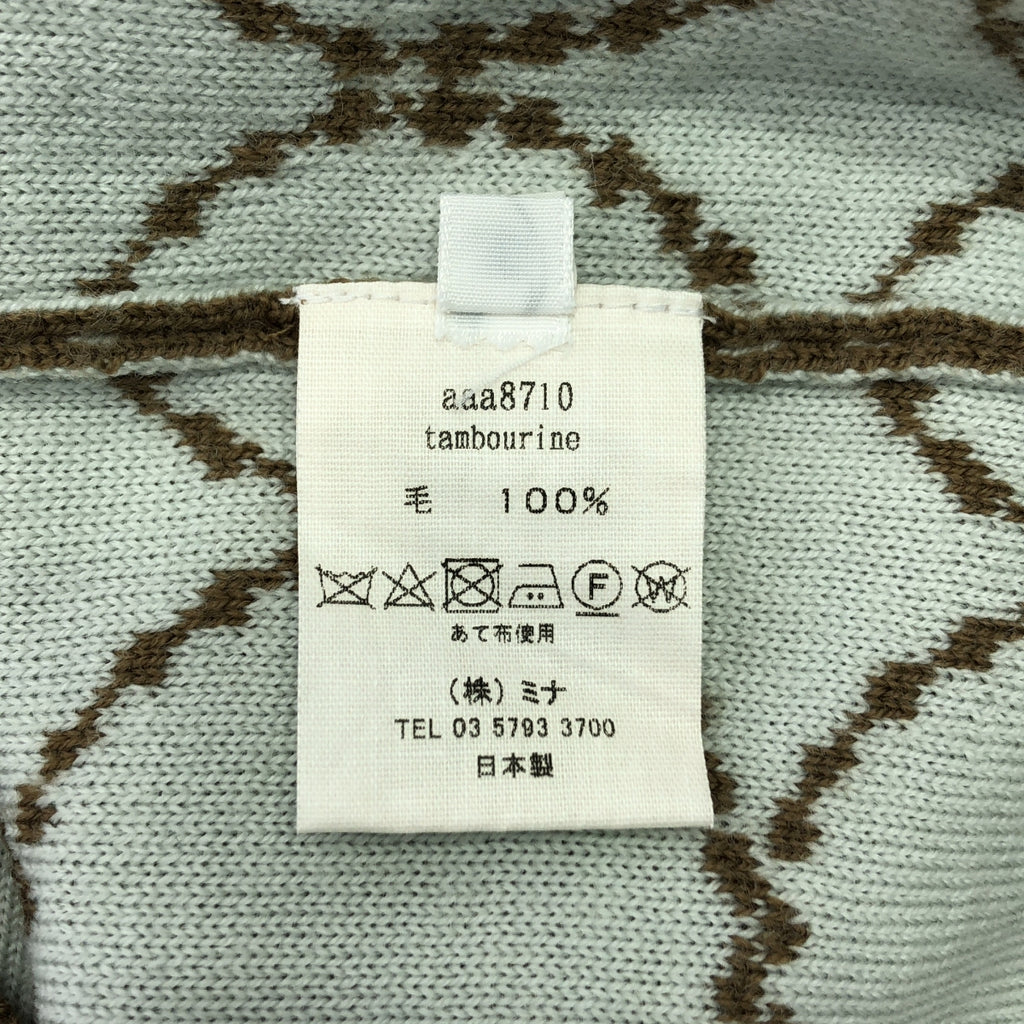 aaa8710
tambourine
毛 100%
F W
あて布使用
(株)ミナ
TEL 03 5793 3700
日本製